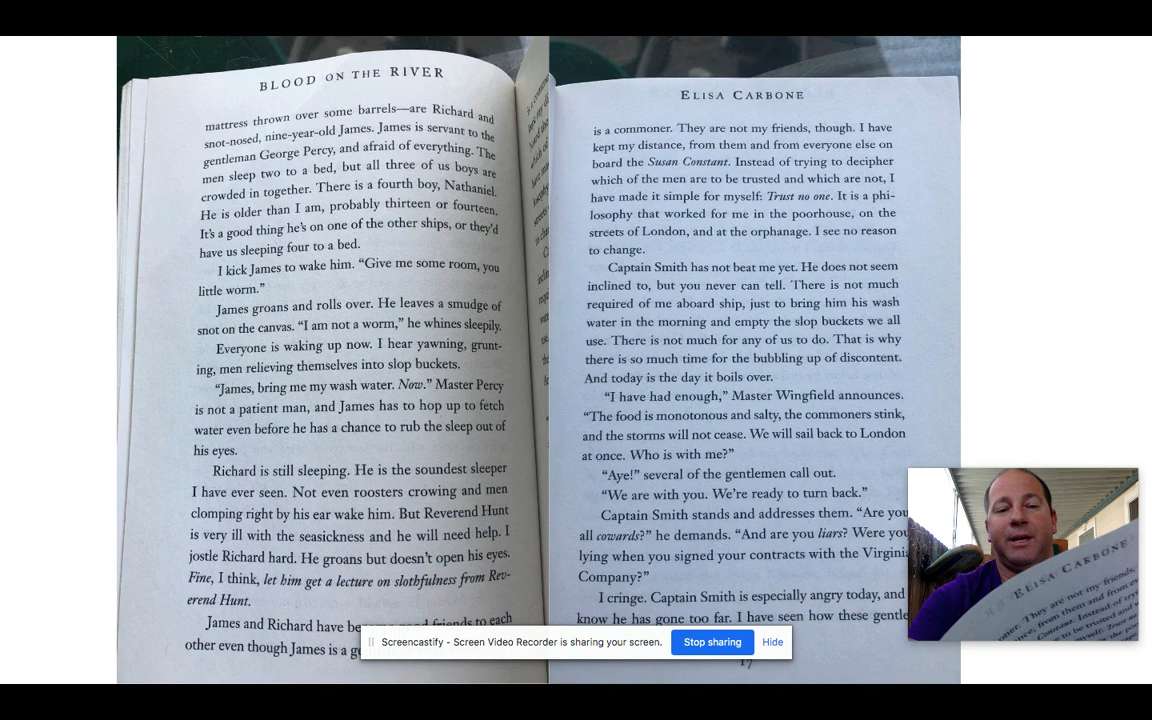 BLOOD ON THE RIVER
mattress thrown over some barrels—are Richard and
snot-nosed, nine-year-old James. James is servant to the
gentleman George Percy, and afraid of everything. The
men sleep two to a bed, but all three of us boys are
crowded in together. There is a fourth boy, Nathaniel.
He is older than I am, probably thirteen or fourteen.
It's a good thing he's on one of the other ships, or they'd
have us sleeping four to a bed.
I kick James to wake him. “Give me some room, you
little worm.”
James groans and rolls over. He leaves a smudge of
snot on the canvas. “I am not a worm,” he whines sleepily.
Everyone is waking up now. I hear yawning, grunt-
ing, men relieving themselves into slop buckets.
“James, bring me my wash water. Now.” Master Percy
is not a patient man, and James has to hop up to fetch
water even before he has a chance to rub the sleep out of
his eyes.
Richard is still sleeping. He is the soundest sleeper
I have ever seen. Not even roosters crowing and men
clomping right by his ear wake him. But Reverend Hunt
is very ill with the seasickness and he will need help. I
jostle Richard hard. He groans but doesn't open his eyes.
Fine, I think, let him get a lecture on slothfulness from Rev-
erend Hunt.
James and Richard have friends to each
other even though James is a
ELISA CARBONE
is a commoner. They are not my friends, though. I have
kept my distance, from them and from everyone else on
board the Susan Constant. Instead of trying to decipher
which of the men are to be trusted and which are not, I
have made it simple for myself: Trust no one. It is a phi-
losophy that worked for me in the poorhouse, on the
streets of London, and at the orphanage. I see no reason
to change.
Captain Smith has not beat me yet. He does not seem
inclined to, but you never can tell. There is not much
required of me aboard ship, just to bring him his wash
water in the morning and empty the slop buckets we all
use. There is not much for any of us to do. That is why
there is so much time for the bubbling up of discontent.
And today is the day it boils over.
“I have had enough,” Master Wingfield announces.
“The food is monotonous and salty, the commoners stink,
and the storms will not cease. We will sail back to London
at once. Who is with me?”
“Aye!” several of the gentlemen call out.
“We are with you. We're ready to turn back.”
Captain Smith stands and addresses them. “Are you
all cowards?” he demands. “And are you liars? Were you
lying when you signed your contracts with the Virginia
Company?”
I cringe. Captain Smith is especially angry today, and
know he has gone too far. I have seen how these gentle
17
Screencastify - Screen Video Recorder is sharing your screen.
Stop sharing
Hide
ELISA CARBONE
They are not my friends,